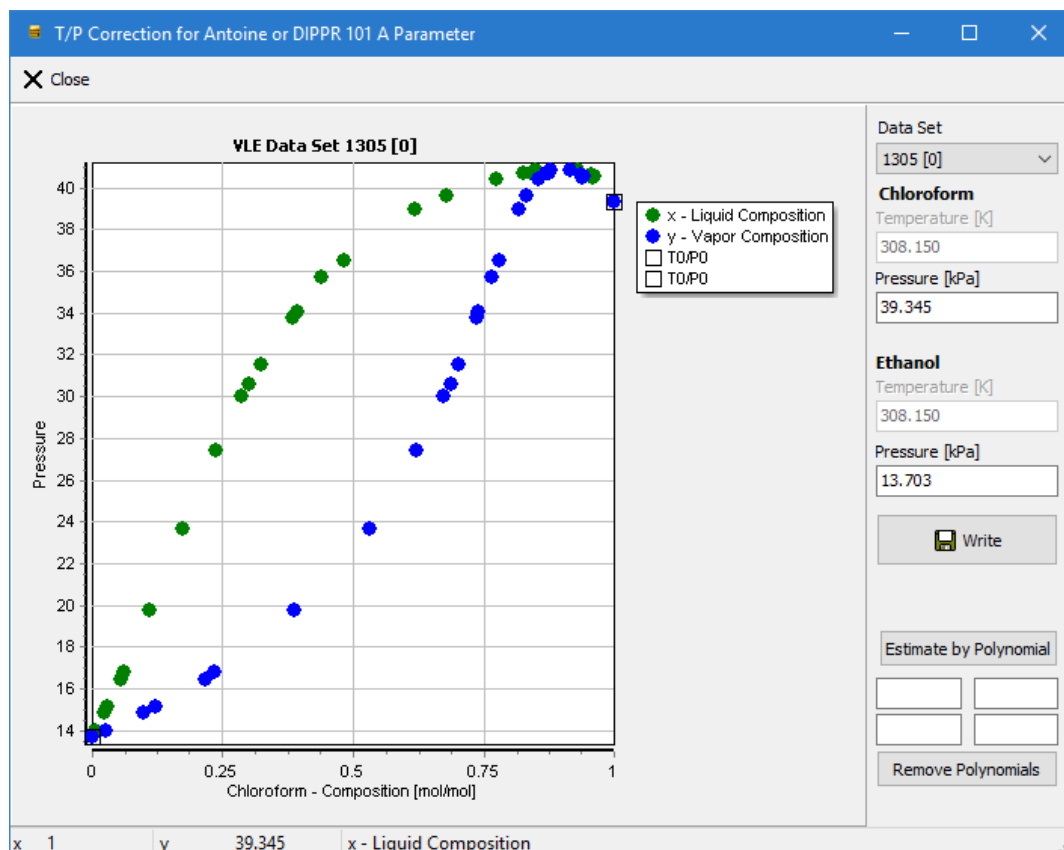 T/P Correction for Antoine or DIPPR 101 A Parameter
Close
VLE Data Set 1305 [0]
40
38
36
34
32
30
28
26
24
22
20
18
16
14
Pressure
0
0.25
0.5
0.75
1
Chloroform - Composition [mol/mol]
x - Liquid Composition
y - Vapor Composition
T0/P0
T0/P0
Data Set
1305 [0]
Chloroform
Temperature [K]
308.150
Pressure [kPa]
39.345
Ethanol
Temperature [K]
308.150
Pressure [kPa]
13.703
Write
Estimate by Polynomial
Remove Polynomials
x 1 y 39.345 x - Liquid Composition